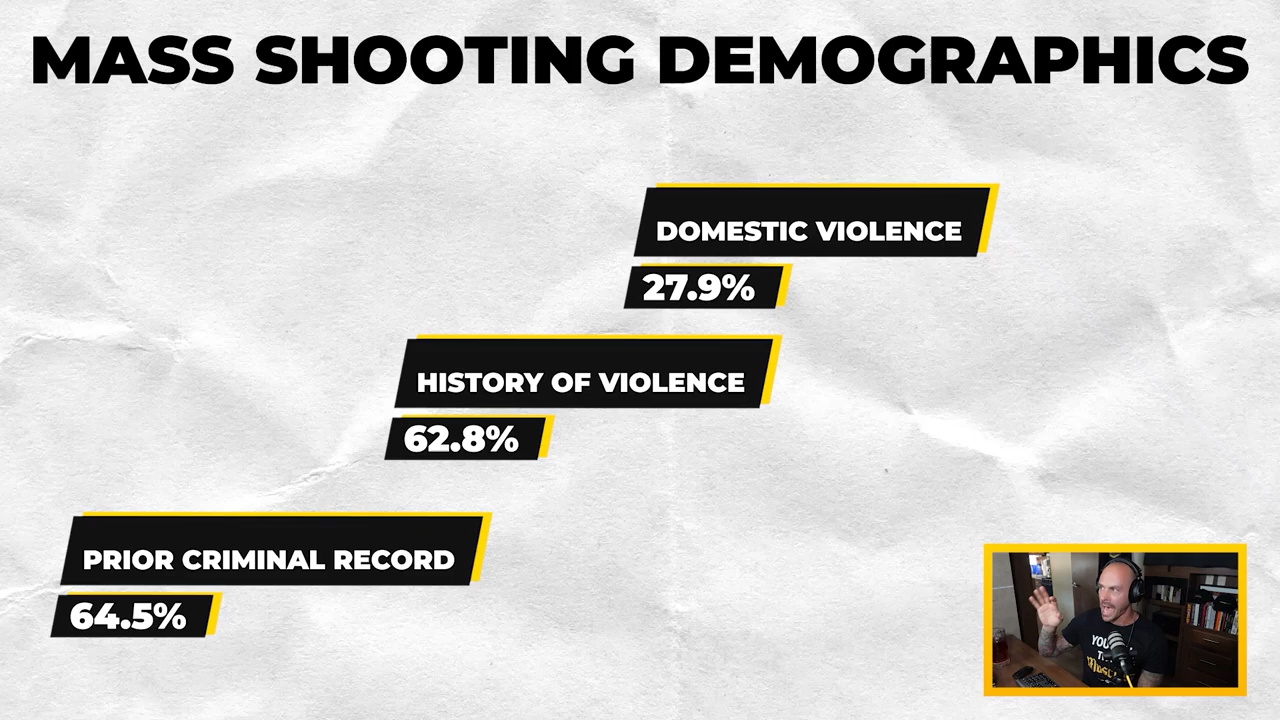 MASS SHOOTING DEMOGRAPHICS
DOMESTIC VIOLENCE
27.9%
HISTORY OF VIOLENCE
62.8%
PRIOR CRIMINAL RECORD
64.5%